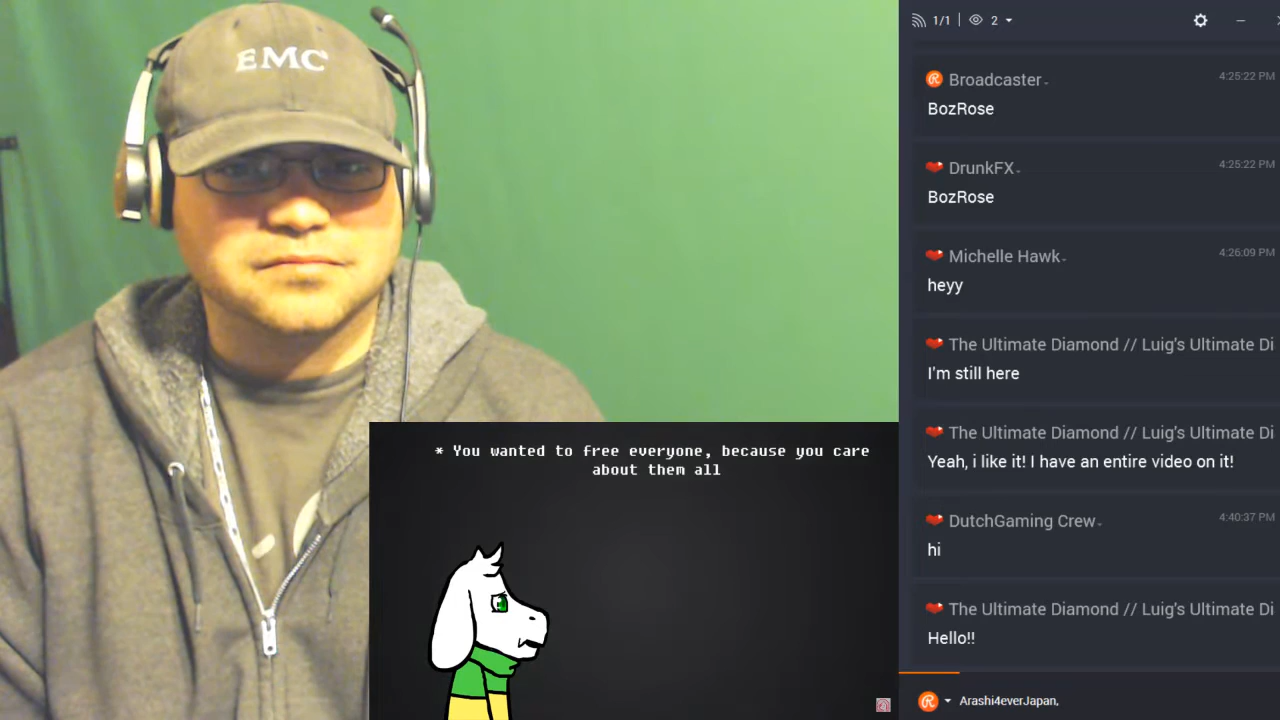 EMC
* You wanted to free everyone, because you care
about them all
1/1
2
Broadcaster
4:25:22 PM
BozRose
DrunkFX
4:25:22 PM
BozRose
Michelle Hawk
4:26:09 PM
heyy
The Ultimate Diamond // Luig's Ultimate Di
I'm still here
The Ultimate Diamond // Luig's Ultimate Di
Yeah, i like it! I have an entire video on it!
DutchGaming Crew
4:40:37 PM
hi
The Ultimate Diamond // Luig's Ultimate Di
Hello!!
Arashi4everJapan,